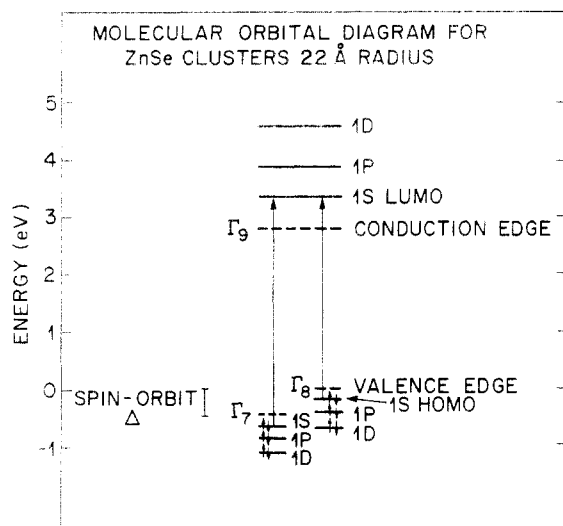 MOLECULAR ORBITAL DIAGRAM FOR
ZnSe CLUSTERS 22 Å RADIUS
5
1D
4
1P
1S LUMO
3
Γ9
CONDUCTION EDGE
2
ENERGY (eV)
1
0
Γ8
VALENCE EDGE
SPIN-ORBIT
1S HOMO
Δ
Γ7
1S
1P
1P
1D
1D
-1